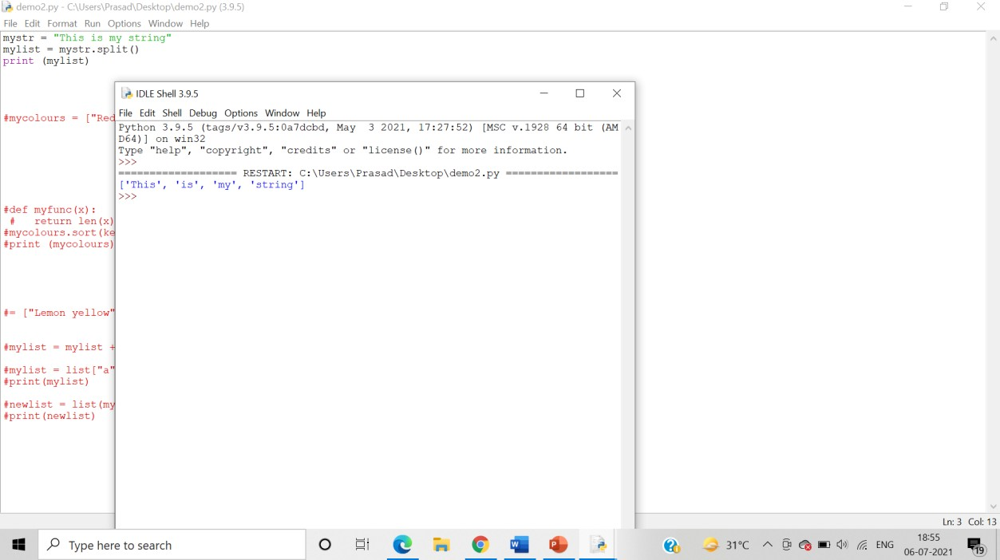 demo2.py - C:\Users\Prasad\Desktop\demo2.py (3.9.5)
File Edit Format Run Options Window Help
mystr = "This is my string"
mylist = mystr.split()
print (mylist)
#mycolours = ["Red
#def myfunc(x):
#   return len(x)
#mycolours.sort(ke
#print (mycolours)
#= ["Lemon yellow"
#mylist = mylist +
#mylist = list["a"
#print(mylist)
#newlist = list(my
#print(newlist)
IDLE Shell 3.9.5
File Edit Shell Debug Options Window Help
Python 3.9.5 (tags/v3.9.5:0a7dcbd, May  3 2021, 17:27:52) [MSC v.1928 64 bit (AM
D64)] on win32
Type "help", "copyright", "credits" or "license()" for more information.
>>>
=================== RESTART: C:\Users\Prasad\Desktop\demo2.py ==================
['This', 'is', 'my', 'string']
>>>
Ln: 3 Col: 13
Type here to search
31°C
ENG
18:55
06-07-2021
19